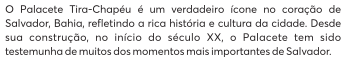 O Palacete Tira-Chapéu é um verdadeiro ícone no coração de
Salvador, Bahia, refletindo a rica história e cultura da cidade. Desde
sua construção, no início do século XX, o Palacete tem sido
testemunha de muitos dos momentos mais importantes de Salvador.